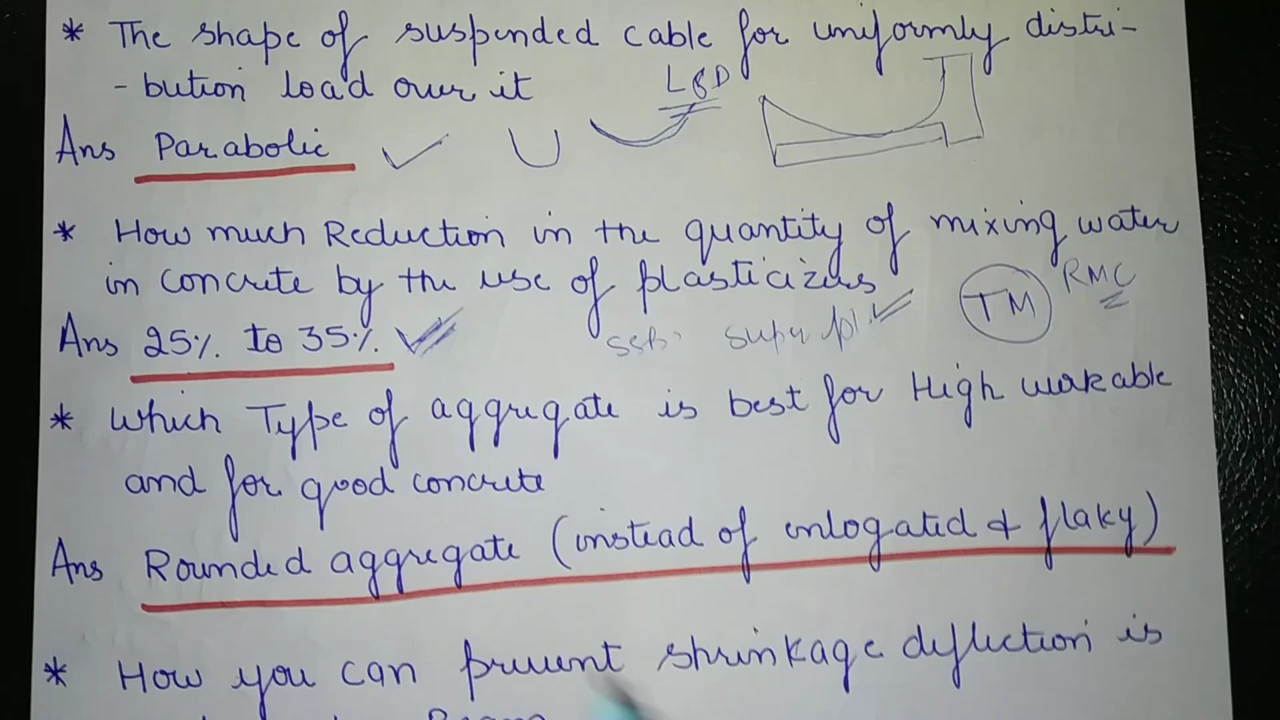 * The shape of suspended cable for uniformly distri-
- bution load over it
L&D
Ans Parabolic
* How much Reduction in the quantity of mixing water
in concrete by the use of plasticizers
RMC
TM
Ans 25% to 35%
super pl.
* Which Type of aggregate is best for High workable
and for good concrete
Ans Rounded aggregate (instead of enlogated & flaky)
* How you can prevent shrinkage deflection is